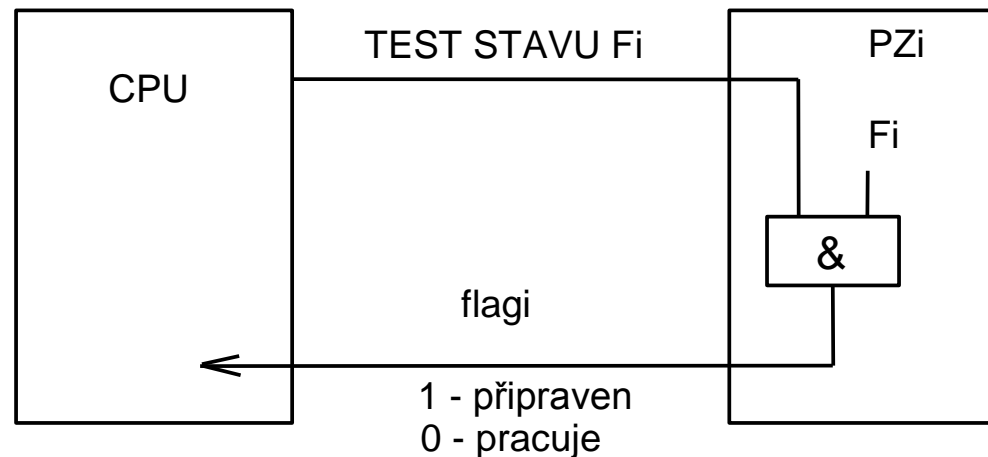 TEST STAVU Fi
PZi
CPU
Fi
&
flagi
1 - připraven
0 - pracuje